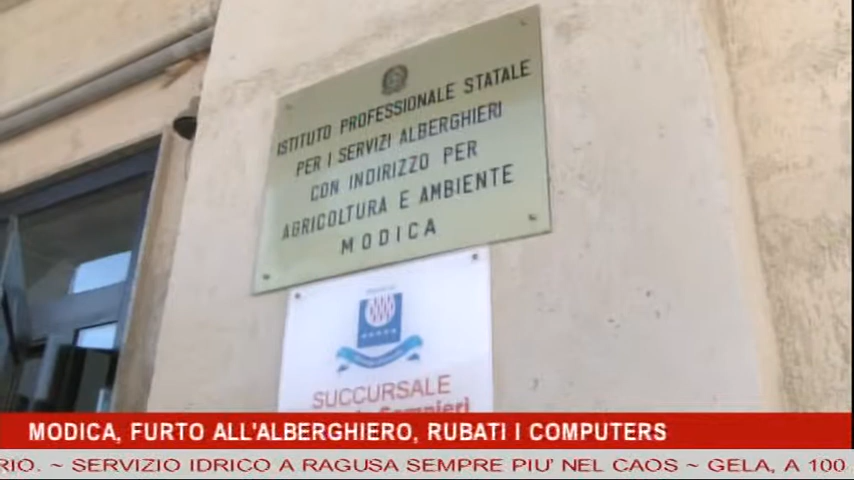 ISTITUTO PROFESSIONALE STATALE
PER I SERVIZI ALBERGHIERI
CON INDIRIZZO PER
AGRICOLTURA E AMBIENTE
MODICA
SUCCURSALE
MODICA, FURTO ALL'ALBERGHIERO, RUBATI I COMPUTERS
RIO. ~ SERVIZIO IDRICO A RAGUSA SEMPRE PIU' NEL CAOS ~ GELA, A 100